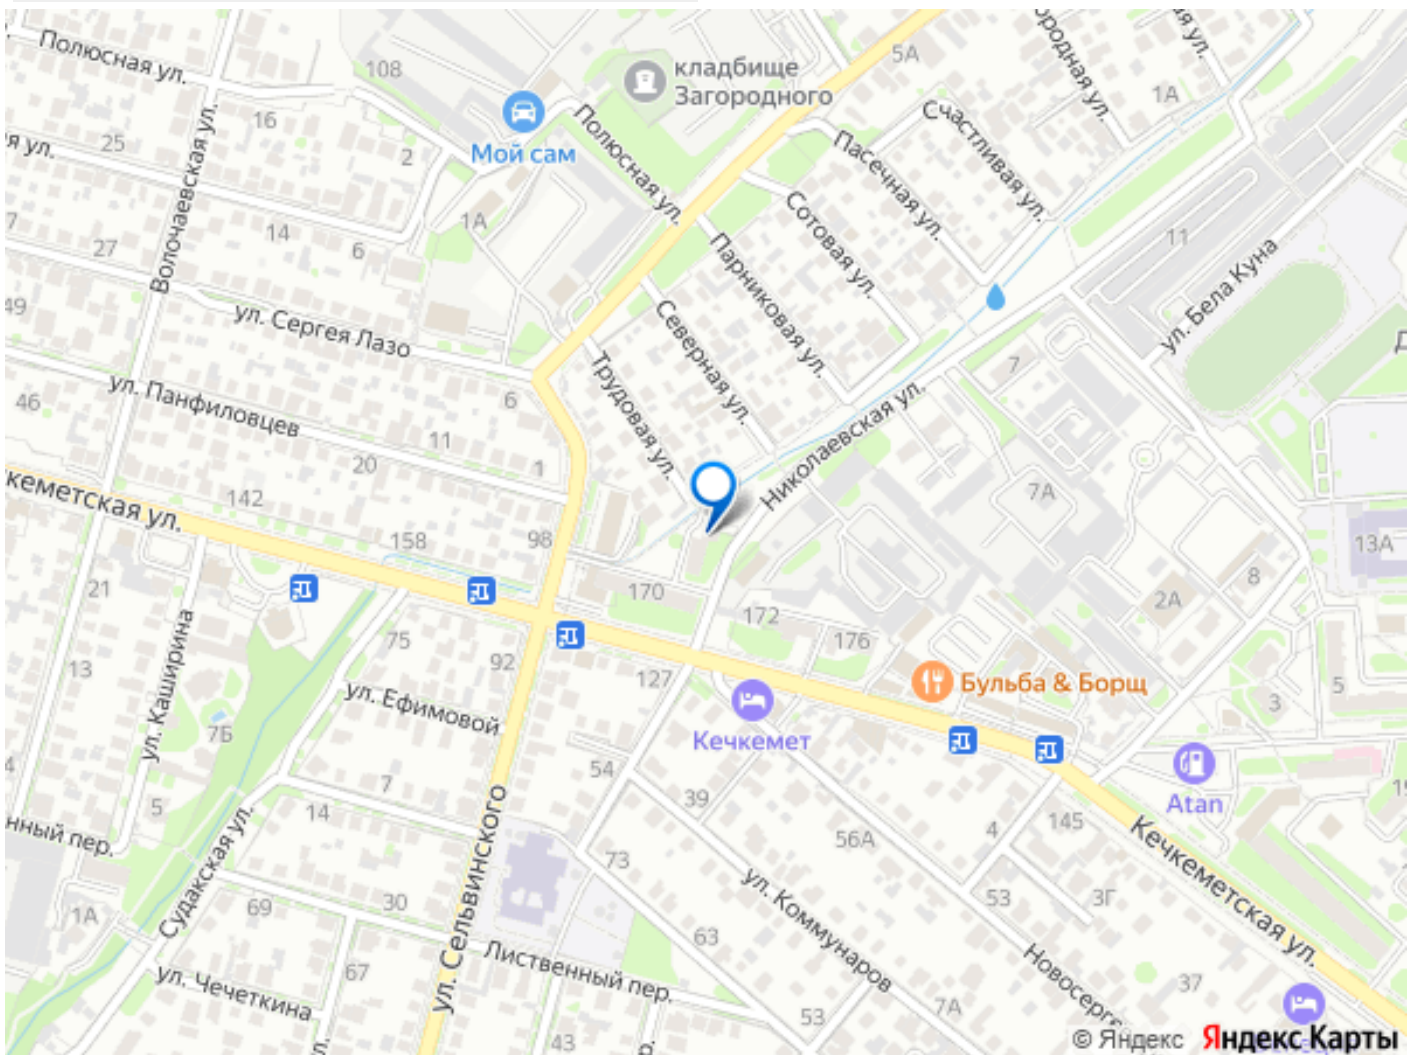 Полюсная ул.
108
кладбище
Загородного
5А
1А
Счастливая ул.
16
25
2
Мой сам
Полюсная ул.
Пасечная ул.
Волочаевская ул.
1А
Сотовая ул.
14
6
27
11
ул. Бела Куна
Парниковая ул.
49
ул. Сергея Лазо
Северная ул.
7
Трудовая ул.
ул. Панфиловцев
6
46
11
20
1
Николаевская ул.
142
7А
98
158
13А
21
170
8
2А
172
75
176
92
13
127
ул. Каширина
ул. Ефимовой
Бульба & Борщ
5
3
7Б
Кечкемет
54
7
39
Atan
5
14
4
145
56А
Кечкеметская ул.
73
Судакская ул.
ул. Сельвинского
53
3Г
ул. Коммунаров
1А
69
30
63
Лиственный пер.
67
ул. Чечеткина
37
7А
53
43
© Яндекс Яндекс Карты